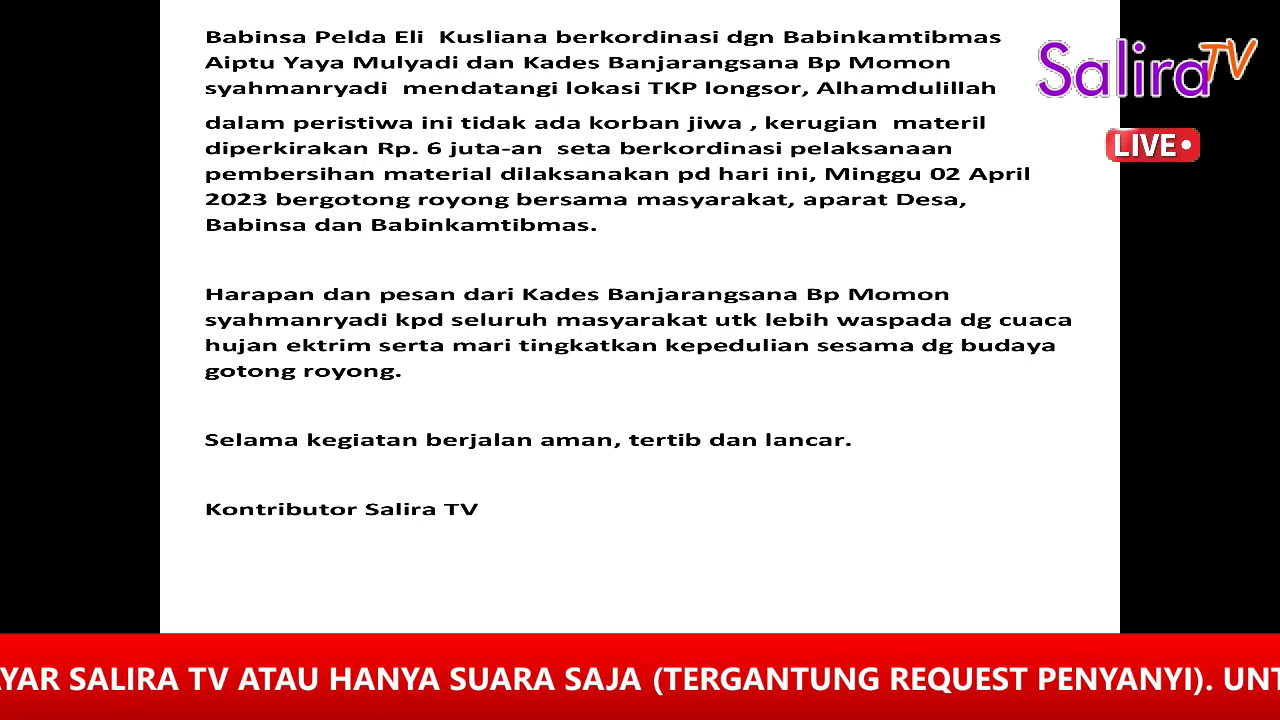 Babinsa Pelda Eli  Kusliana berkordinasi dgn Babinkamtibmas
Aiptu Yaya Mulyadi dan Kades Banjarangsana Bp Momon
syahmanryadi  mendatangi lokasi TKP longsor, Alhamdulillah
dalam peristiwa ini tidak ada korban jiwa , kerugian  materil
diperkirakan Rp. 6 juta-an  seta berkordinasi pelaksanaan
pembersihan material dilaksanakan pd hari ini, Minggu 02 April
2023 bergotong royong bersama masyarakat, aparat Desa,
Babinsa dan Babinkamtibmas.
Harapan dan pesan dari Kades Banjarangsana Bp Momon
syahmanryadi kpd seluruh masyarakat utk lebih waspada dg cuaca
hujan ektrim serta mari tingkatkan kepedulian sesama dg budaya
gotong royong.
Selama kegiatan berjalan aman, tertib dan lancar.
Kontributor Salira TV
Salira TV
LIVE
YAR SALIRA TV ATAU HANYA SUARA SAJA (TERGANTUNG REQUEST PENYANYI). UNT